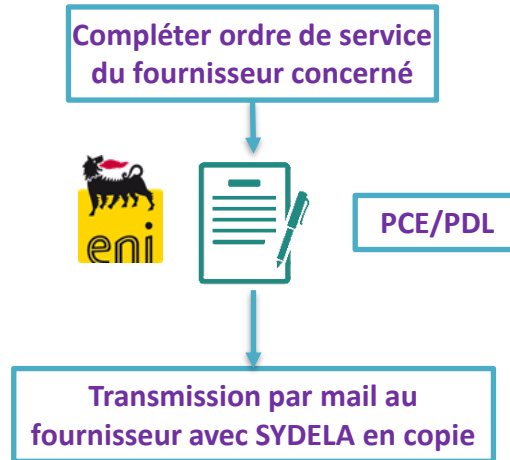 Compléter ordre de service
du fournisseur concerné
eni
PCE/PDL
Transmission par mail au
fournisseur avec SYDELA en copie